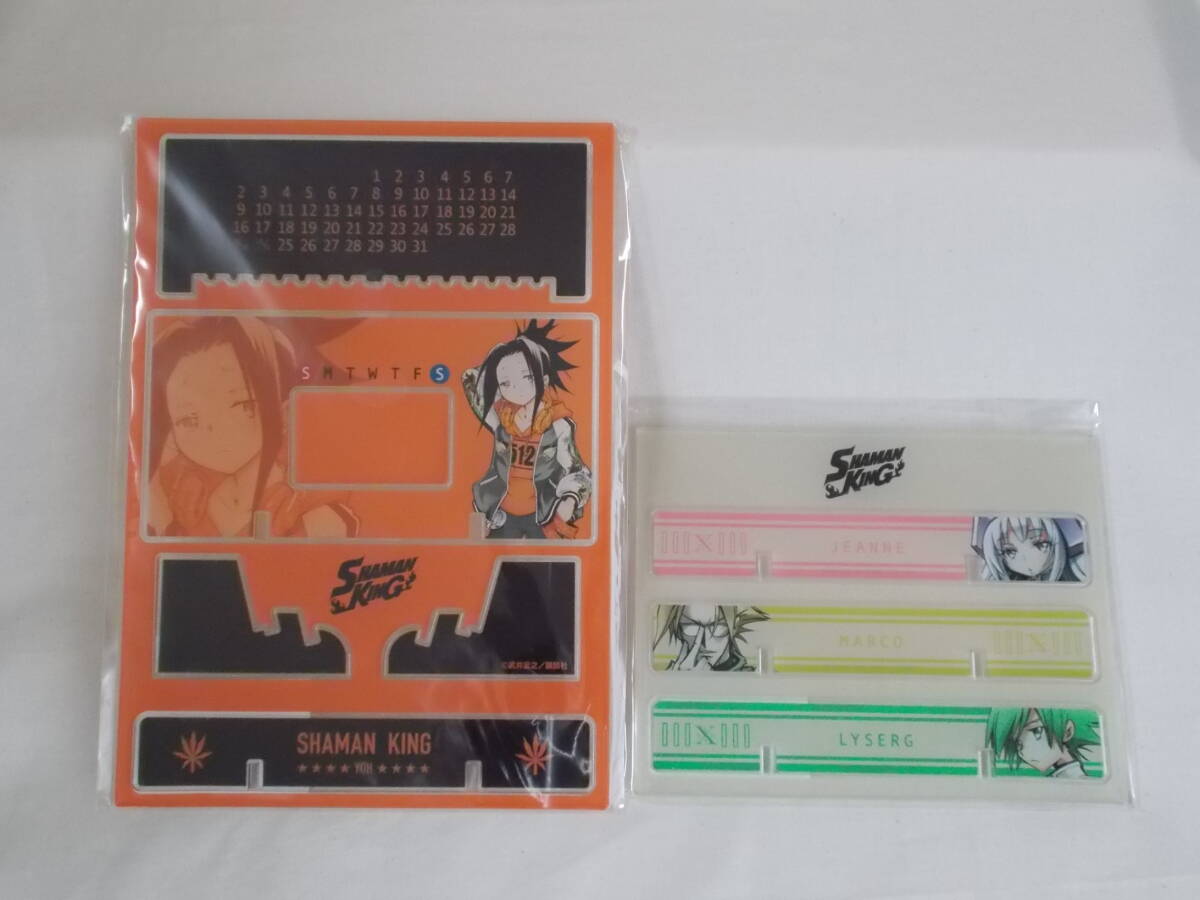 1 2 3 4 5 6 7
2 3 4 5 6 7 8 9 10 11 12 13 14
9 10 11 12 13 14 15 16 17 18 19 20 21
16 17 18 19 20 21 22 23 24 25 26 27 28
25 26 27 28 29 30 31
S M T W T F S
512
SHAMAN KING
©武井宏之／講談社
SHAMAN KING
★★★★ YOH ★★★★
SHAMAN KING
IIIXIII JEANNE
MARCO IIIXIII
IIIXIII LYSERG